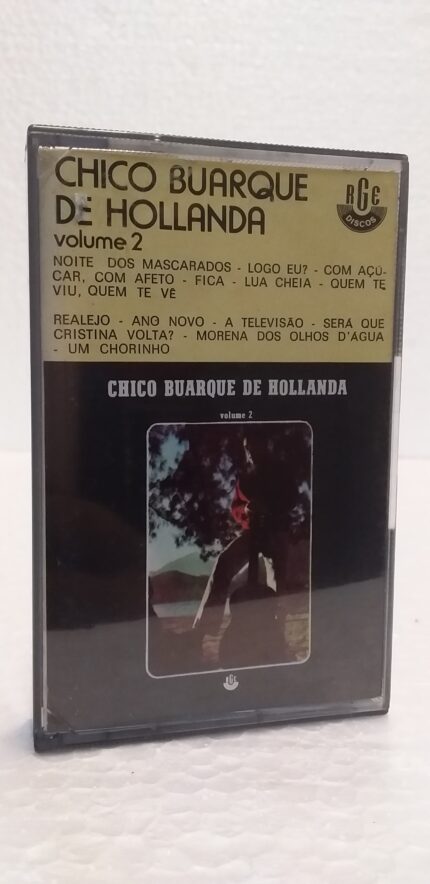 CHICO BUARQUE
DE HOLLANDA
volume 2
RGE
DISCOS
NOITE DOS MASCARADOS - LOGO EU? - COM AÇÚ-
CAR, COM AFETO - FICA - LUA CHEIA - QUEM TE
VIU, QUEM TE VÊ
REALEJO - ANO NOVO - A TELEVISÃO - SERÁ QUE
CRISTINA VOLTA? - MORENA DOS OLHOS D'ÁGUA
- UM CHORINHO
CHICO BUARQUE DE HOLLANDA
volume 2
RGE